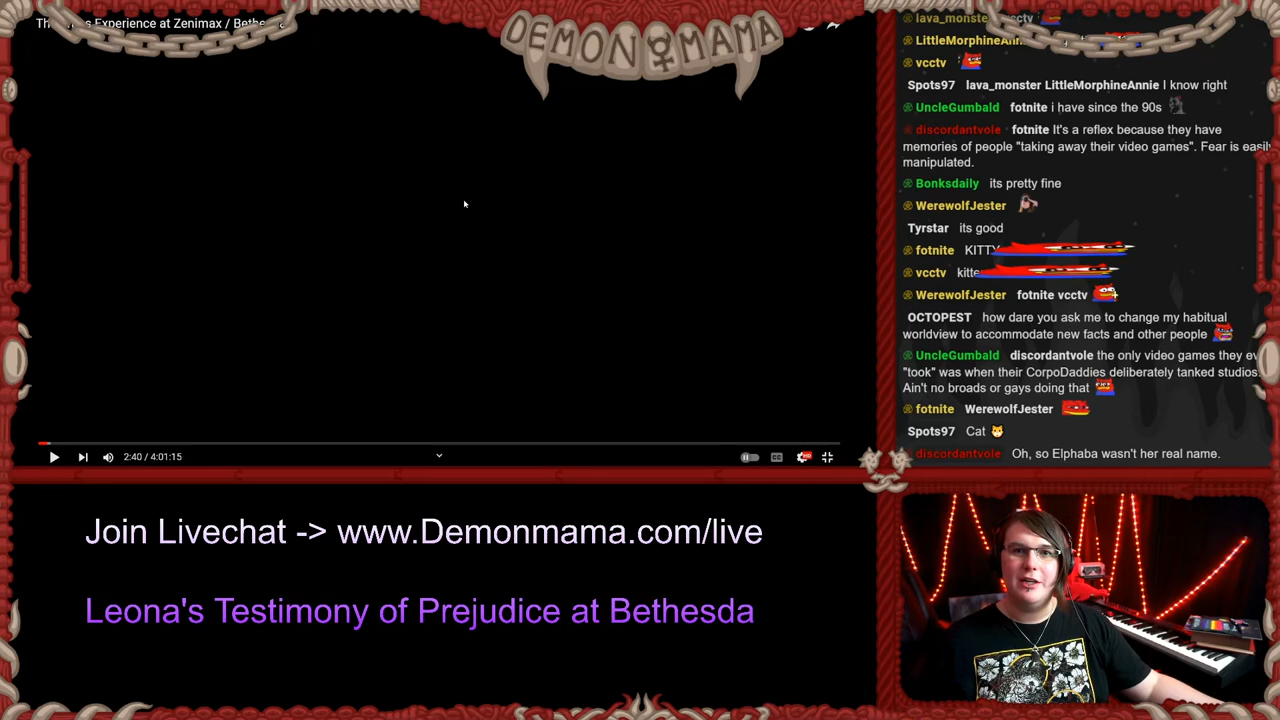 Experience at Zenimax /
DEMON MAMA
lava_monste
cctv
vcctv
Spots97 lava_monster LittleMorphineAnnie I know right
UncleGumbald fotnite i have since the 90s
discordantvole fotnite It's a reflex because they have
memories of people "taking away their video games". Fear is easil
manipulated.
Bonksdaily its pretty fine
WerewolfJester
Tyrstar its good
fotnite KITTY
vcctv kitte
WerewolfJester fotnite vcctv
OCTOPEST how dare you ask me to change my habitual
worldview to accommodate new facts and other people
UncleGumbald discordantvole the only video games they ev
"took" was when their CorpoDaddies deliberately tanked studios.
Ain't no broads or gays doing that
fotnite WerewolfJester
Spots97 Cat
discordantvole Oh, so Elphaba wasn't her real name.
2:40 / 4:01:15
CC
HD
Join Livechat -> www.Demonmama.com/live
Leona's Testimony of Prejudice at Bethesda